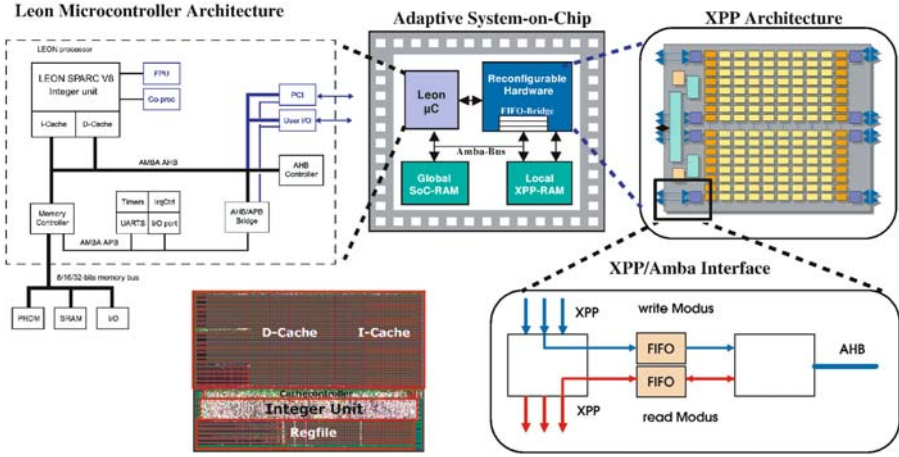 Leon Microcontroller Architecture
LEON processor
LEON SPARC V8
Integer unit
I-Cache
D-Cache
FPU
Co-proc
PCI
User I/O
AMBA AHB
AHB
Controller
Memory
Controller
Timers
IrqCtrl
UARTS
I/O port
AHB/APB
Bridge
AMBA APB
8/16/32-bits memory bus
PROM
SRAM
I/O
Adaptive System-on-Chip
Leon
µC
Reconfigurable
Hardware
FIFO-Bridge
Amba-Bus
Global
SoC-RAM
Local
XPP-RAM
XPP Architecture
D-Cache
I-Cache
Cachecontroller
Integer Unit
Regfile
XPP/Amba Interface
XPP
write Modus
FIFO
AHB
FIFO
XPP
read Modus